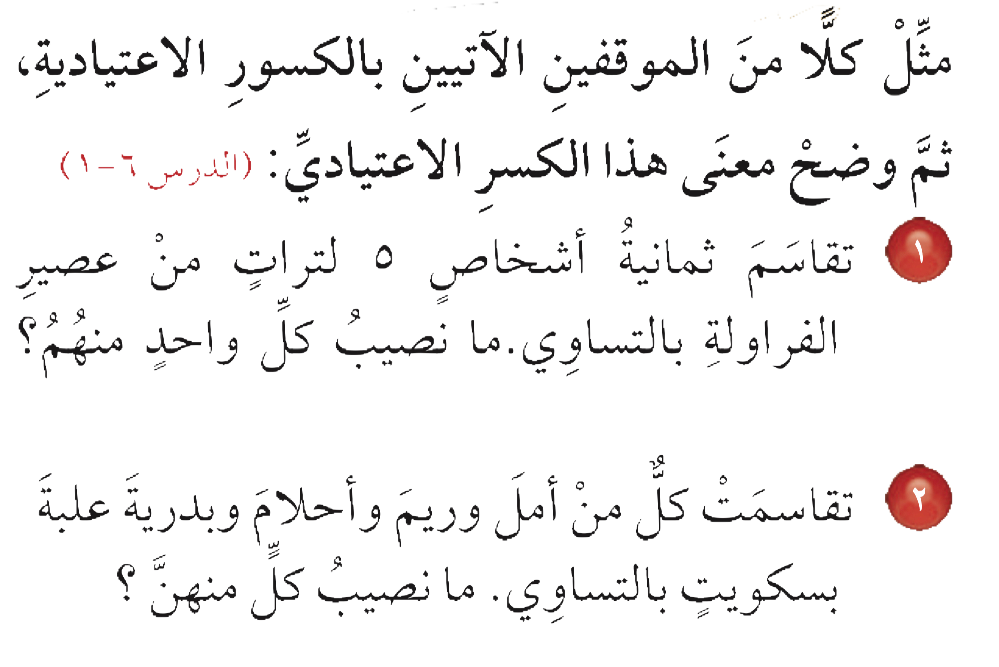 مثِّلْ كلًّا منَ الموقفينِ الآتيينِ بالكسورِ الاعتياديةِ،
ثمَّ وضحْ معنَى هذا الكسرِ الاعتياديِّ: (الدرس ٦-١)
١ تقاسَمَ ثمانيةُ أشخاصٍ ٥ لتراتٍ منْ عصيرِ
الفراولةِ بالتساوِي. ما نصيبُ كلِّ واحدٍ منهُمُ؟
٢ تقاسمَتْ كلٌّ منْ أملَ وريمَ وأحلامَ وبدريةَ علبةَ
بسكويتٍ بالتساوِي. ما نصيبُ كلٍّ منهنَّ ؟